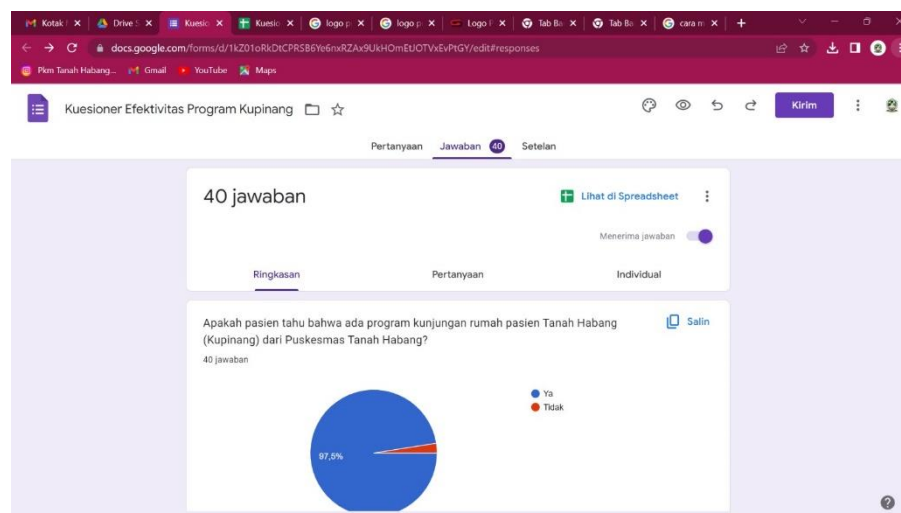 Kotak
Drive
Kuesio
Kuesio
logo p
logo p
Logo
Tab Ba
Tab Ba
cara m
docs.google.com/forms/d/1kZ01oRkDtCPRSB6Ye6nxRZAx9UkHOmEtJOTVxEvPtGY/edit#responses
Pkm Tanah Habang...
Gmail
YouTube
Maps
Kuesioner Efektivitas Program Kupinang
Kirim
Pertanyaan
Jawaban 40
Setelan
40 jawaban
Lihat di Spreadsheet
Menerima jawaban
Ringkasan
Pertanyaan
Individual
Apakah pasien tahu bahwa ada program kunjungan rumah pasien Tanah Habang
(Kupinang) dari Puskesmas Tanah Habang?
Salin
40 jawaban
Ya
Tidak
97,5%